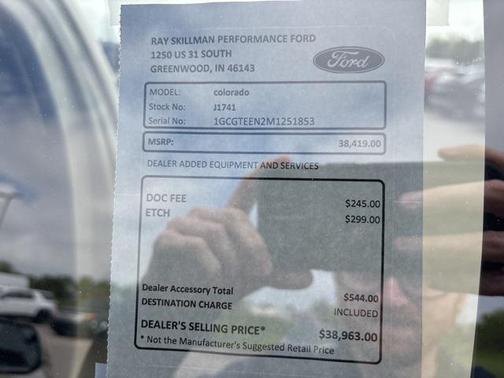 RAY SKILLMAN PERFORMANCE FORD
1250 US 31 SOUTH
GREENWOOD, IN 46143
Ford
MODEL: colorado
Stock No: J1741
Serial No: 1GCGTEEN2M1251853
MSRP: 38,419.00
DEALER ADDED EQUIPMENT AND SERVICES
DOC FEE $245.00
ETCH $299.00
Dealer Accessory Total $544.00
DESTINATION CHARGE INCLUDED
DEALER'S SELLING PRICE* $38,963.00
* Not the Manufacturer's Suggested Retail Price